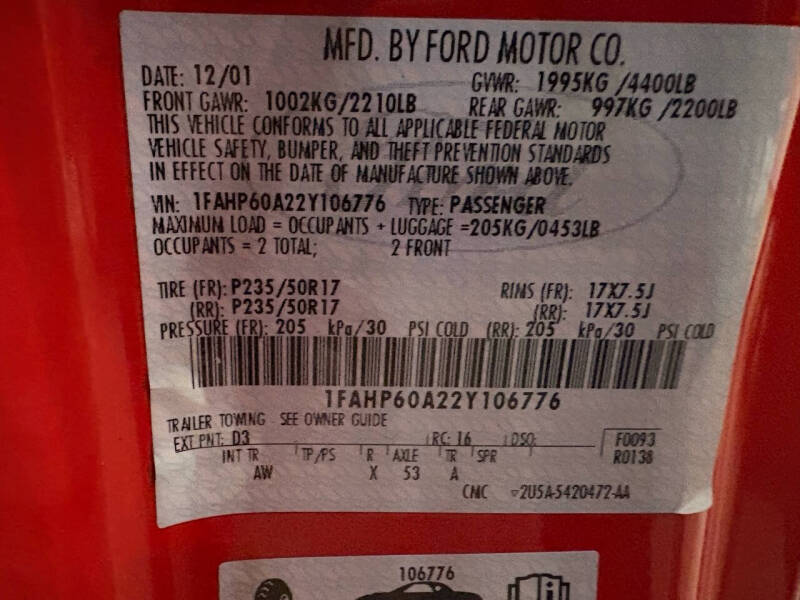 MFD. BY FORD MOTOR CO.
DATE: 12/01 GVWR: 1995KG /4400LB
FRONT GAWR: 1002KG/2210LB REAR GAWR: 997KG /2200LB
THIS VEHICLE CONFORMS TO ALL APPLICABLE FEDERAL MOTOR
VEHICLE SAFETY, BUMPER, AND THEFT PREVENTION STANDARDS
IN EFFECT ON THE DATE OF MANUFACTURE SHOWN ABOVE.
VIN: 1FAHP60A22Y106776 TYPE: PASSENGER
MAXIMUM LOAD = OCCUPANTS + LUGGAGE =205KG/0453LB
OCCUPANTS = 2 TOTAL; 2 FRONT
TIRE (FR): P235/50R17 RIMS (FR): 17X7.5J
(RR): P235/50R17 (RR): 17X7.5J
PRESSURE (FR): 205 kPa/30 PSI COLD (RR): 205 kPa/30 PSI COLD
1FAHP60A22Y106776
TRAILER TOWING - SEE OWNER GUIDE
EXT PNT: D3 RC: 16 DSO: F0093
INT TR TP/PS R AXLE TR SPR R0138
AW X 53 A
CMC ▽2U5A-5420472-AA
106776
i